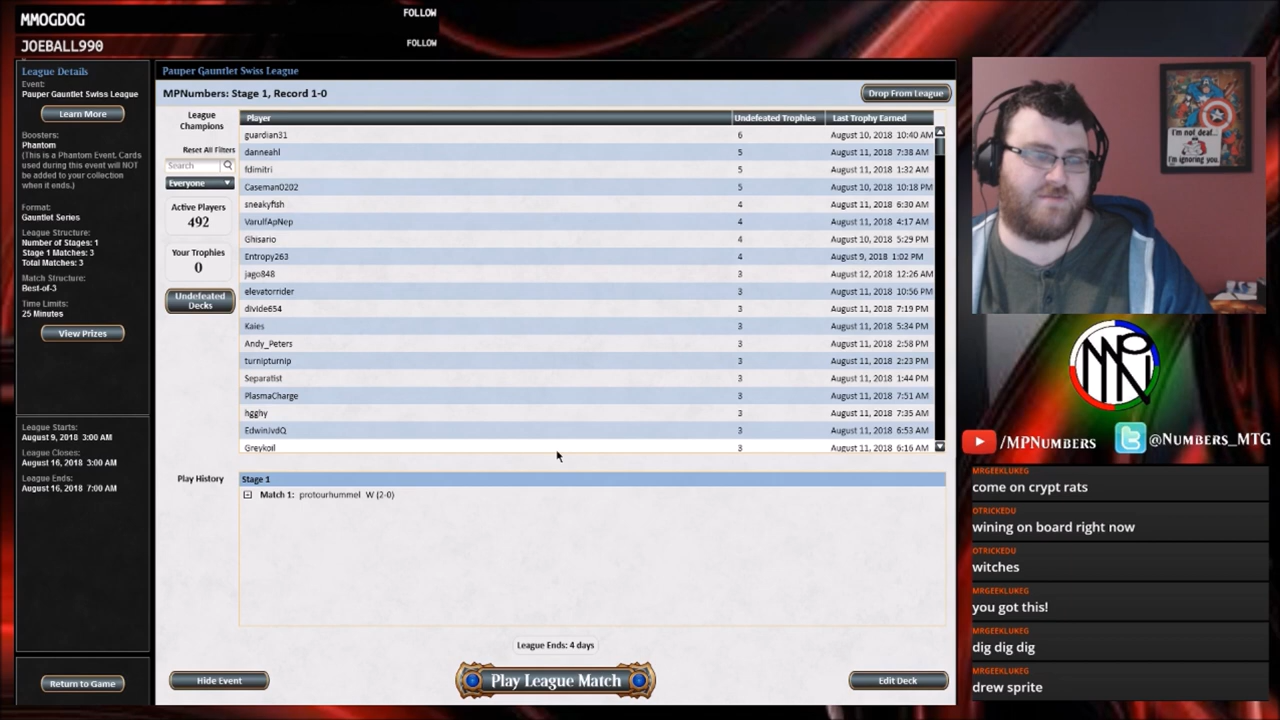 MMOGDOG
FOLLOW
JOEBALL990
FOLLOW
League Details
Event:
Pauper Gauntlet Swiss League
Learn More
Boosters:
Phantom
(This is a Phantom Event. Cards
used during this event will NOT
be added to your collection
when it ends.)
Format:
Gauntlet Series
League Structure:
Number of Stages: 1
Stage 1 Matches: 3
Total Matches: 3
Match Structure:
Best-of-3
Time Limits:
25 Minutes
View Prizes
League Starts:
August 9, 2018 3:00 AM
League Closes:
August 16, 2018 3:00 AM
League Ends:
August 16, 2018 7:00 AM
Return to Game
Pauper Gauntlet Swiss League
MPNumbers: Stage 1, Record 1-0
Drop From League
League
Champions
Reset All Filters
Search
Everyone
Active Players
492
Your Trophies
0
Undefeated
Decks
Player Undefeated Trophies Last Trophy Earned
guardian31 6 August 10, 2018 10:40 AM
danneahl 5 August 11, 2018 7:38 AM
fdimitri 5 August 11, 2018 1:32 AM
Caseman0202 5 August 10, 2018 10:18 PM
sneakyfish 4 August 11, 2018 6:30 AM
VarulfApNep 4 August 11, 2018 4:17 AM
Ghisario 4 August 10, 2018 5:29 PM
Entropy263 4 August 9, 2018 1:02 PM
jago848 3 August 12, 2018 12:26 AM
elevatorrider 3 August 11, 2018 10:56 PM
divide654 3 August 11, 2018 7:19 PM
Kaies 3 August 11, 2018 5:34 PM
Andy_Peters 3 August 11, 2018 2:58 PM
turnipturnip 3 August 11, 2018 2:23 PM
Separatist 3 August 11, 2018 1:44 PM
PlasmaCharge 3 August 11, 2018 7:51 AM
hgghy 3 August 11, 2018 7:35 AM
EdwinJvdQ 3 August 11, 2018 6:53 AM
Greykoil 3 August 11, 2018 6:16 AM
Play History
Stage 1
Match 1: protourhummel W (2-0)
League Ends: 4 days
Hide Event
Play League Match
Edit Deck
I'm not deaf...
I'm ignoring you.
MPN
/MPNUMBERS
@NUMBERS_MTG
MRGEEKLUKEG
come on crypt rats
OTRICKEDU
wining on board right now
OTRICKEDU
witches
MRGEEKLUKEG
you got this!
MRGEEKLUKEG
dig dig dig
MRGEEKLUKEG
drew sprite